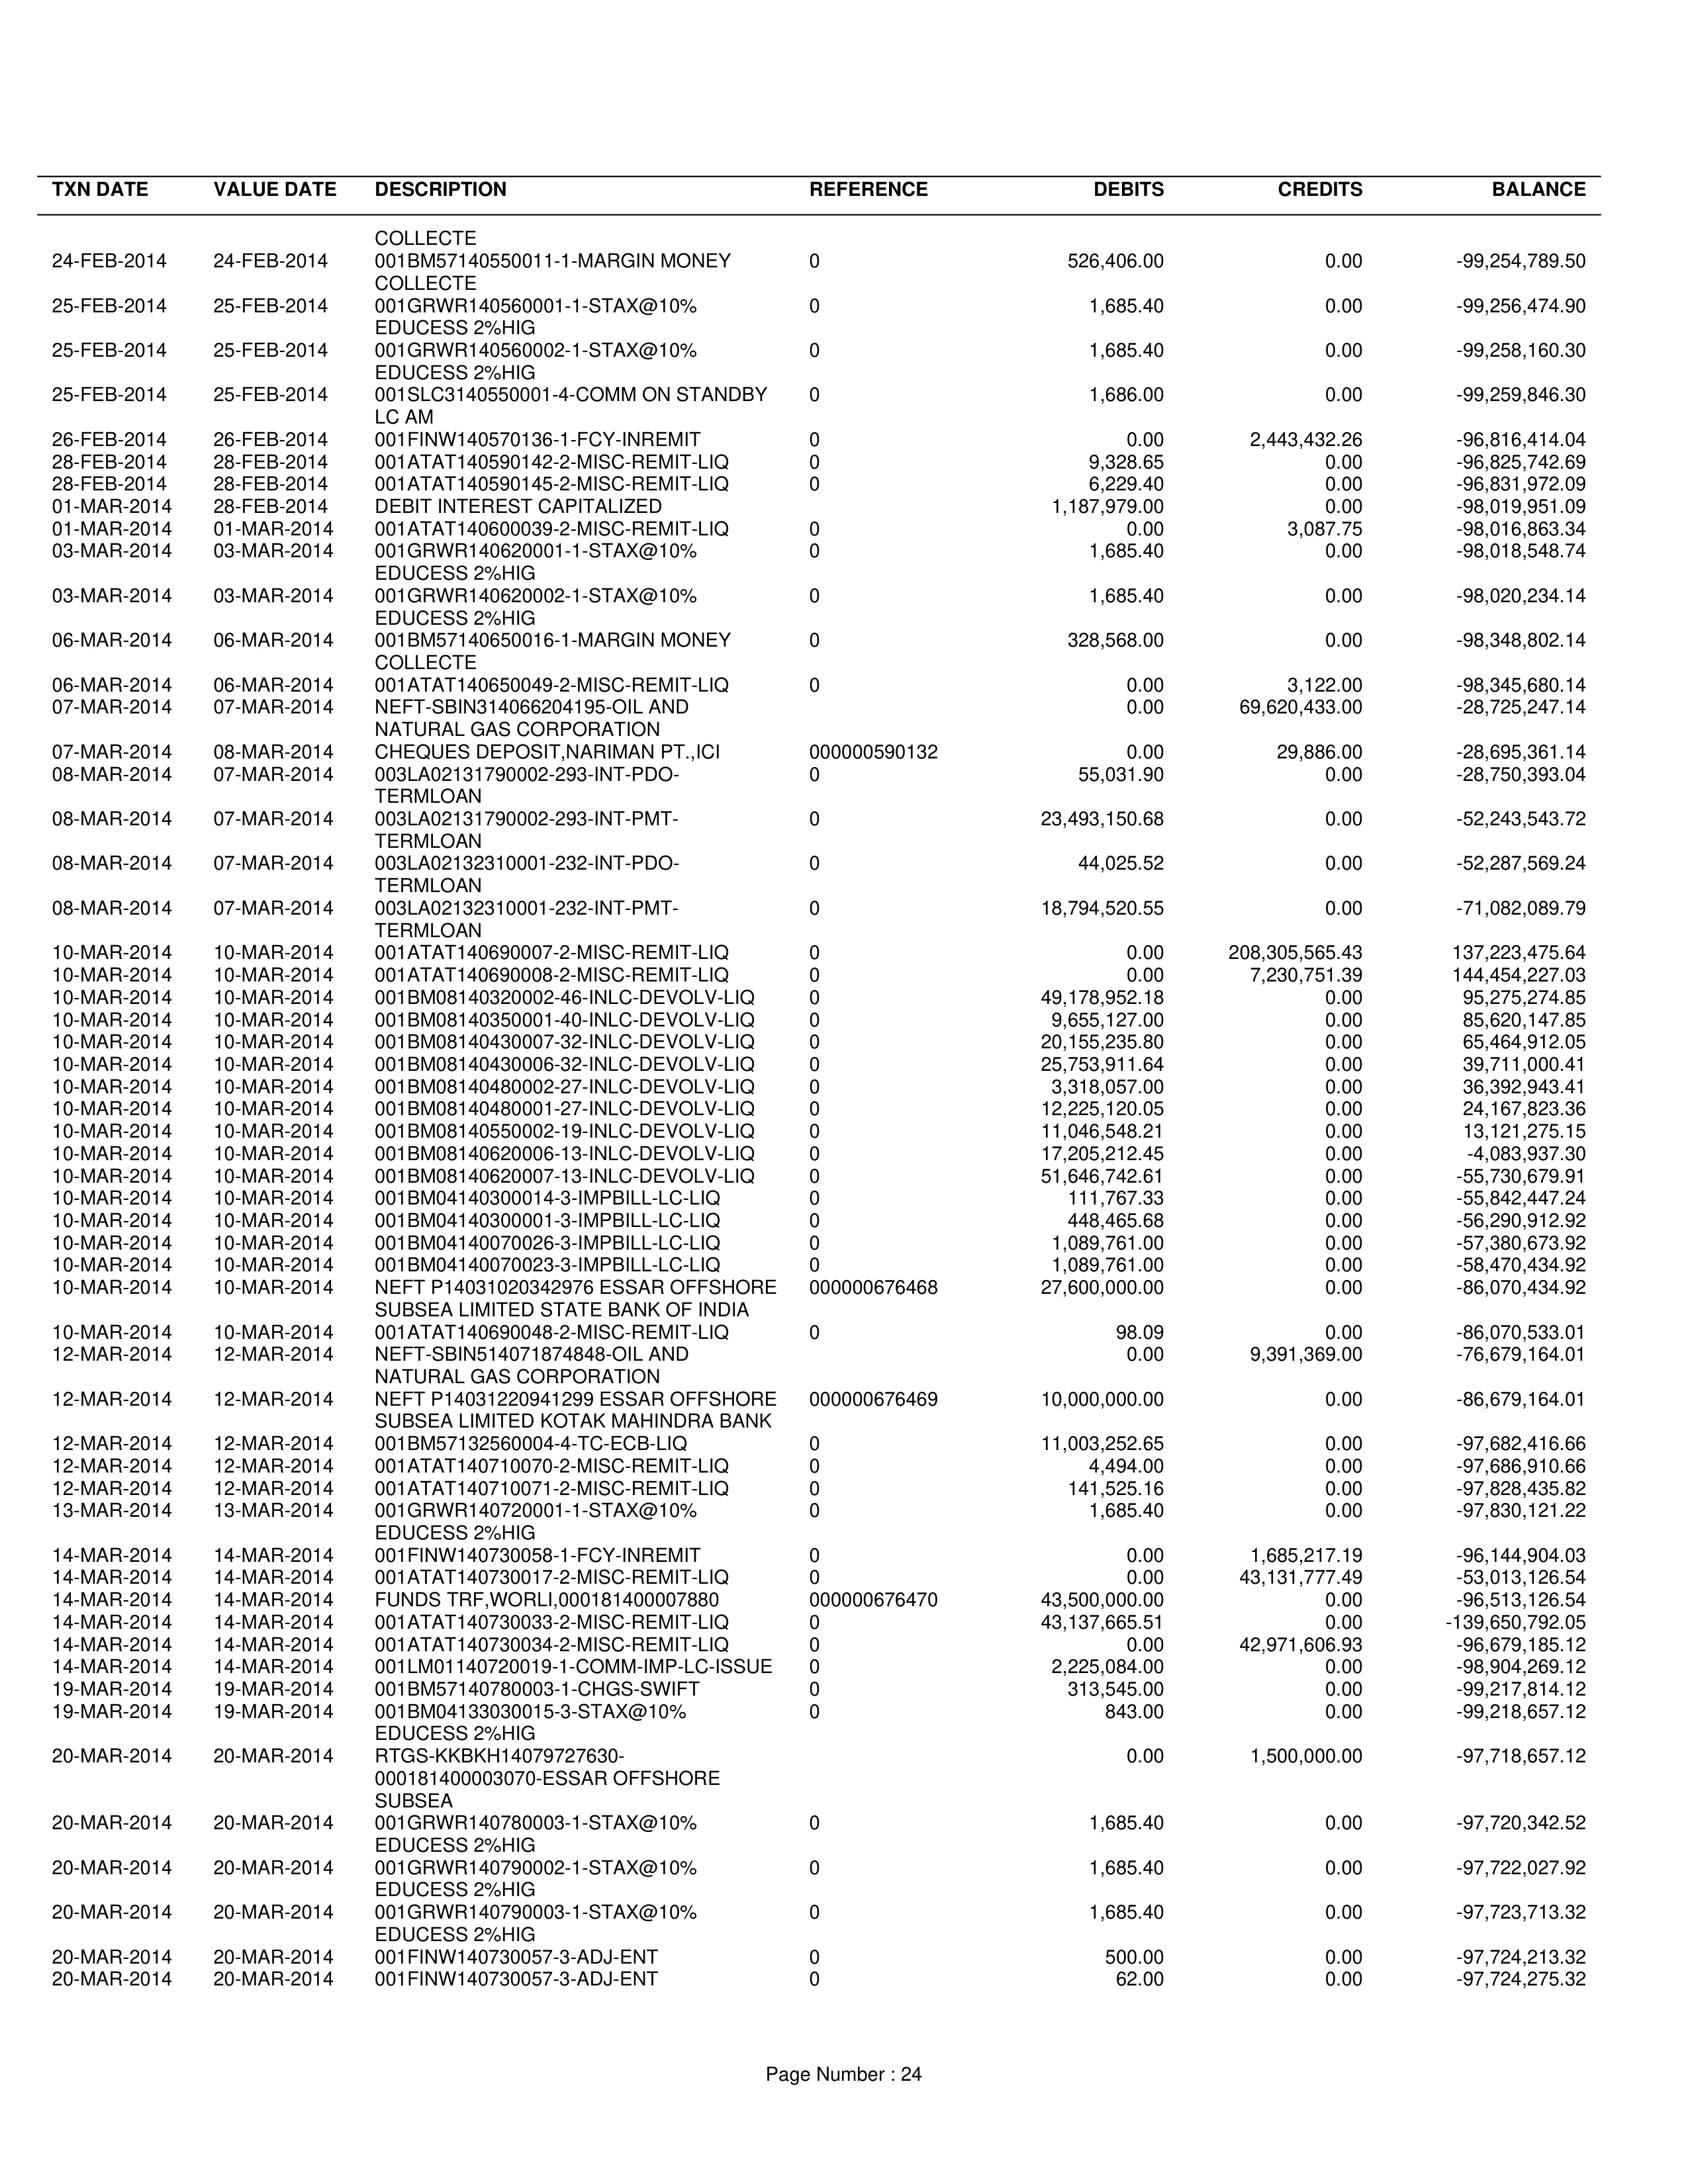 TXN DATE VALUE DATE DESCRIPTION REFERENCE DEBITS CREDITS BALANCE
COLLECTE
24-FEB-2014 24-FEB-2014 001BM57140550011-1-MARGIN MONEY 0 526,406.00 0.00 -99,254,789.50
COLLECTE
25-FEB-2014 25-FEB-2014 001GRWR140560001-1-STAX@10% 0 1,685.40 0.00 -99,256,474.90
EDUCESS 2%HIG
25-FEB-2014 25-FEB-2014 001GRWR140560002-1-STAX@10% 0 1,685.40 0.00 -99,258,160.30
EDUCESS 2%HIG
25-FEB-2014 25-FEB-2014 001SLC3140550001-4-COMM ON STANDBY 0 1,686.00 0.00 -99,259,846.30
LC AM
26-FEB-2014 26-FEB-2014 001FINW140570136-1-FCY-INREMIT 0 0.00 2,443,432.26 -96,816,414.04
28-FEB-2014 28-FEB-2014 001ATAT140590142-2-MISC-REMIT-LIQ 0 9,328.65 0.00 -96,825,742.69
28-FEB-2014 28-FEB-2014 001ATAT140590145-2-MISC-REMIT-LIQ 0 6,229.40 0.00 -96,831,972.09
01-MAR-2014 28-FEB-2014 DEBIT INTEREST CAPITALIZED 1,187,979.00 0.00 -98,019,951.09
01-MAR-2014 01-MAR-2014 001ATAT140600039-2-MISC-REMIT-LIQ 0 0.00 3,087.75 -98,016,863.34
03-MAR-2014 03-MAR-2014 001GRWR140620001-1-STAX@10% 0 1,685.40 0.00 -98,018,548.74
EDUCESS 2%HIG
03-MAR-2014 03-MAR-2014 001GRWR140620002-1-STAX@10% 0 1,685.40 0.00 -98,020,234.14
EDUCESS 2%HIG
06-MAR-2014 06-MAR-2014 001BM57140650016-1-MARGIN MONEY 0 328,568.00 0.00 -98,348,802.14
COLLECTE
06-MAR-2014 06-MAR-2014 001ATAT140650049-2-MISC-REMIT-LIQ 0 0.00 3,122.00 -98,345,680.14
07-MAR-2014 07-MAR-2014 NEFT-SBIN314066204195-OIL AND 0.00 69,620,433.00 -28,725,247.14
NATURAL GAS CORPORATION
07-MAR-2014 08-MAR-2014 CHEQUES DEPOSIT,NARIMAN PT.,ICI 000000590132 0.00 29,886.00 -28,695,361.14
08-MAR-2014 07-MAR-2014 003LA02131790002-293-INT-PDO- 0 55,031.90 0.00 -28,750,393.04
TERMLOAN
08-MAR-2014 07-MAR-2014 003LA02131790002-293-INT-PMT- 0 23,493,150.68 0.00 -52,243,543.72
TERMLOAN
08-MAR-2014 07-MAR-2014 003LA02132310001-232-INT-PDO- 0 44,025.52 0.00 -52,287,569.24
TERMLOAN
08-MAR-2014 07-MAR-2014 003LA02132310001-232-INT-PMT- 0 18,794,520.55 0.00 -71,082,089.79
TERMLOAN
10-MAR-2014 10-MAR-2014 001ATAT140690007-2-MISC-REMIT-LIQ 0 0.00 208,305,565.43 137,223,475.64
10-MAR-2014 10-MAR-2014 001ATAT140690008-2-MISC-REMIT-LIQ 0 0.00 7,230,751.39 144,454,227.03
10-MAR-2014 10-MAR-2014 001BM08140320002-46-INLC-DEVOLV-LIQ 0 49,178,952.18 0.00 95,275,274.85
10-MAR-2014 10-MAR-2014 001BM08140350001-40-INLC-DEVOLV-LIQ 0 9,655,127.00 0.00 85,620,147.85
10-MAR-2014 10-MAR-2014 001BM08140430007-32-INLC-DEVOLV-LIQ 0 20,155,235.80 0.00 65,464,912.05
10-MAR-2014 10-MAR-2014 001BM08140430006-32-INLC-DEVOLV-LIQ 0 25,753,911.64 0.00 39,711,000.41
10-MAR-2014 10-MAR-2014 001BM08140480002-27-INLC-DEVOLV-LIQ 0 3,318,057.00 0.00 36,392,943.41
10-MAR-2014 10-MAR-2014 001BM08140480001-27-INLC-DEVOLV-LIQ 0 12,225,120.05 0.00 24,167,823.36
10-MAR-2014 10-MAR-2014 001BM08140550002-19-INLC-DEVOLV-LIQ 0 11,046,548.21 0.00 13,121,275.15
10-MAR-2014 10-MAR-2014 001BM08140620006-13-INLC-DEVOLV-LIQ 0 17,205,212.45 0.00 -4,083,937.30
10-MAR-2014 10-MAR-2014 001BM08140620007-13-INLC-DEVOLV-LIQ 0 51,646,742.61 0.00 -55,730,679.91
10-MAR-2014 10-MAR-2014 001BM04140300014-3-IMPBILL-LC-LIQ 0 111,767.33 0.00 -55,842,447.24
10-MAR-2014 10-MAR-2014 001BM04140300001-3-IMPBILL-LC-LIQ 0 448,465.68 0.00 -56,290,912.92
10-MAR-2014 10-MAR-2014 001BM04140070026-3-IMPBILL-LC-LIQ 0 1,089,761.00 0.00 -57,380,673.92
10-MAR-2014 10-MAR-2014 001BM04140070023-3-IMPBILL-LC-LIQ 0 1,089,761.00 0.00 -58,470,434.92
10-MAR-2014 10-MAR-2014 NEFT P14031020342976 ESSAR OFFSHORE 000000676468 27,600,000.00 0.00 -86,070,434.92
SUBSEA LIMITED STATE BANK OF INDIA
10-MAR-2014 10-MAR-2014 001ATAT140690048-2-MISC-REMIT-LIQ 0 98.09 0.00 -86,070,533.01
12-MAR-2014 12-MAR-2014 NEFT-SBIN514071874848-OIL AND 0.00 9,391,369.00 -76,679,164.01
NATURAL GAS CORPORATION
12-MAR-2014 12-MAR-2014 NEFT P14031220941299 ESSAR OFFSHORE 000000676469 10,000,000.00 0.00 -86,679,164.01
SUBSEA LIMITED KOTAK MAHINDRA BANK
12-MAR-2014 12-MAR-2014 001BM57132560004-4-TC-ECB-LIQ 0 11,003,252.65 0.00 -97,682,416.66
12-MAR-2014 12-MAR-2014 001ATAT140710070-2-MISC-REMIT-LIQ 0 4,494.00 0.00 -97,686,910.66
12-MAR-2014 12-MAR-2014 001ATAT140710071-2-MISC-REMIT-LIQ 0 141,525.16 0.00 -97,828,435.82
13-MAR-2014 13-MAR-2014 001GRWR140720001-1-STAX@10% 0 1,685.40 0.00 -97,830,121.22
EDUCESS 2%HIG
14-MAR-2014 14-MAR-2014 001FINW140730058-1-FCY-INREMIT 0 0.00 1,685,217.19 -96,144,904.03
14-MAR-2014 14-MAR-2014 001ATAT140730017-2-MISC-REMIT-LIQ 0 0.00 43,131,777.49 -53,013,126.54
14-MAR-2014 14-MAR-2014 FUNDS TRF,WORLI,000181400007880 000000676470 43,500,000.00 0.00 -96,513,126.54
14-MAR-2014 14-MAR-2014 001ATAT140730033-2-MISC-REMIT-LIQ 0 43,137,665.51 0.00 -139,650,792.05
14-MAR-2014 14-MAR-2014 001ATAT140730034-2-MISC-REMIT-LIQ 0 0.00 42,971,606.93 -96,679,185.12
14-MAR-2014 14-MAR-2014 001LM01140720019-1-COMM-IMP-LC-ISSUE 0 2,225,084.00 0.00 -98,904,269.12
19-MAR-2014 19-MAR-2014 001BM57140780003-1-CHGS-SWIFT 0 313,545.00 0.00 -99,217,814.12
19-MAR-2014 19-MAR-2014 001BM04133030015-3-STAX@10% 0 843.00 0.00 -99,218,657.12
EDUCESS 2%HIG
20-MAR-2014 20-MAR-2014 RTGS-KKBKH14079727630- 0.00 1,500,000.00 -97,718,657.12
000181400003070-ESSAR OFFSHORE
SUBSEA
20-MAR-2014 20-MAR-2014 001GRWR140780003-1-STAX@10% 0 1,685.40 0.00 -97,720,342.52
EDUCESS 2%HIG
20-MAR-2014 20-MAR-2014 001GRWR140790002-1-STAX@10% 0 1,685.40 0.00 -97,722,027.92
EDUCESS 2%HIG
20-MAR-2014 20-MAR-2014 001GRWR140790003-1-STAX@10% 0 1,685.40 0.00 -97,723,713.32
EDUCESS 2%HIG
20-MAR-2014 20-MAR-2014 001FINW140730057-3-ADJ-ENT 0 500.00 0.00 -97,724,213.32
20-MAR-2014 20-MAR-2014 001FINW140730057-3-ADJ-ENT 0 62.00 0.00 -97,724,275.32
Page Number : 24